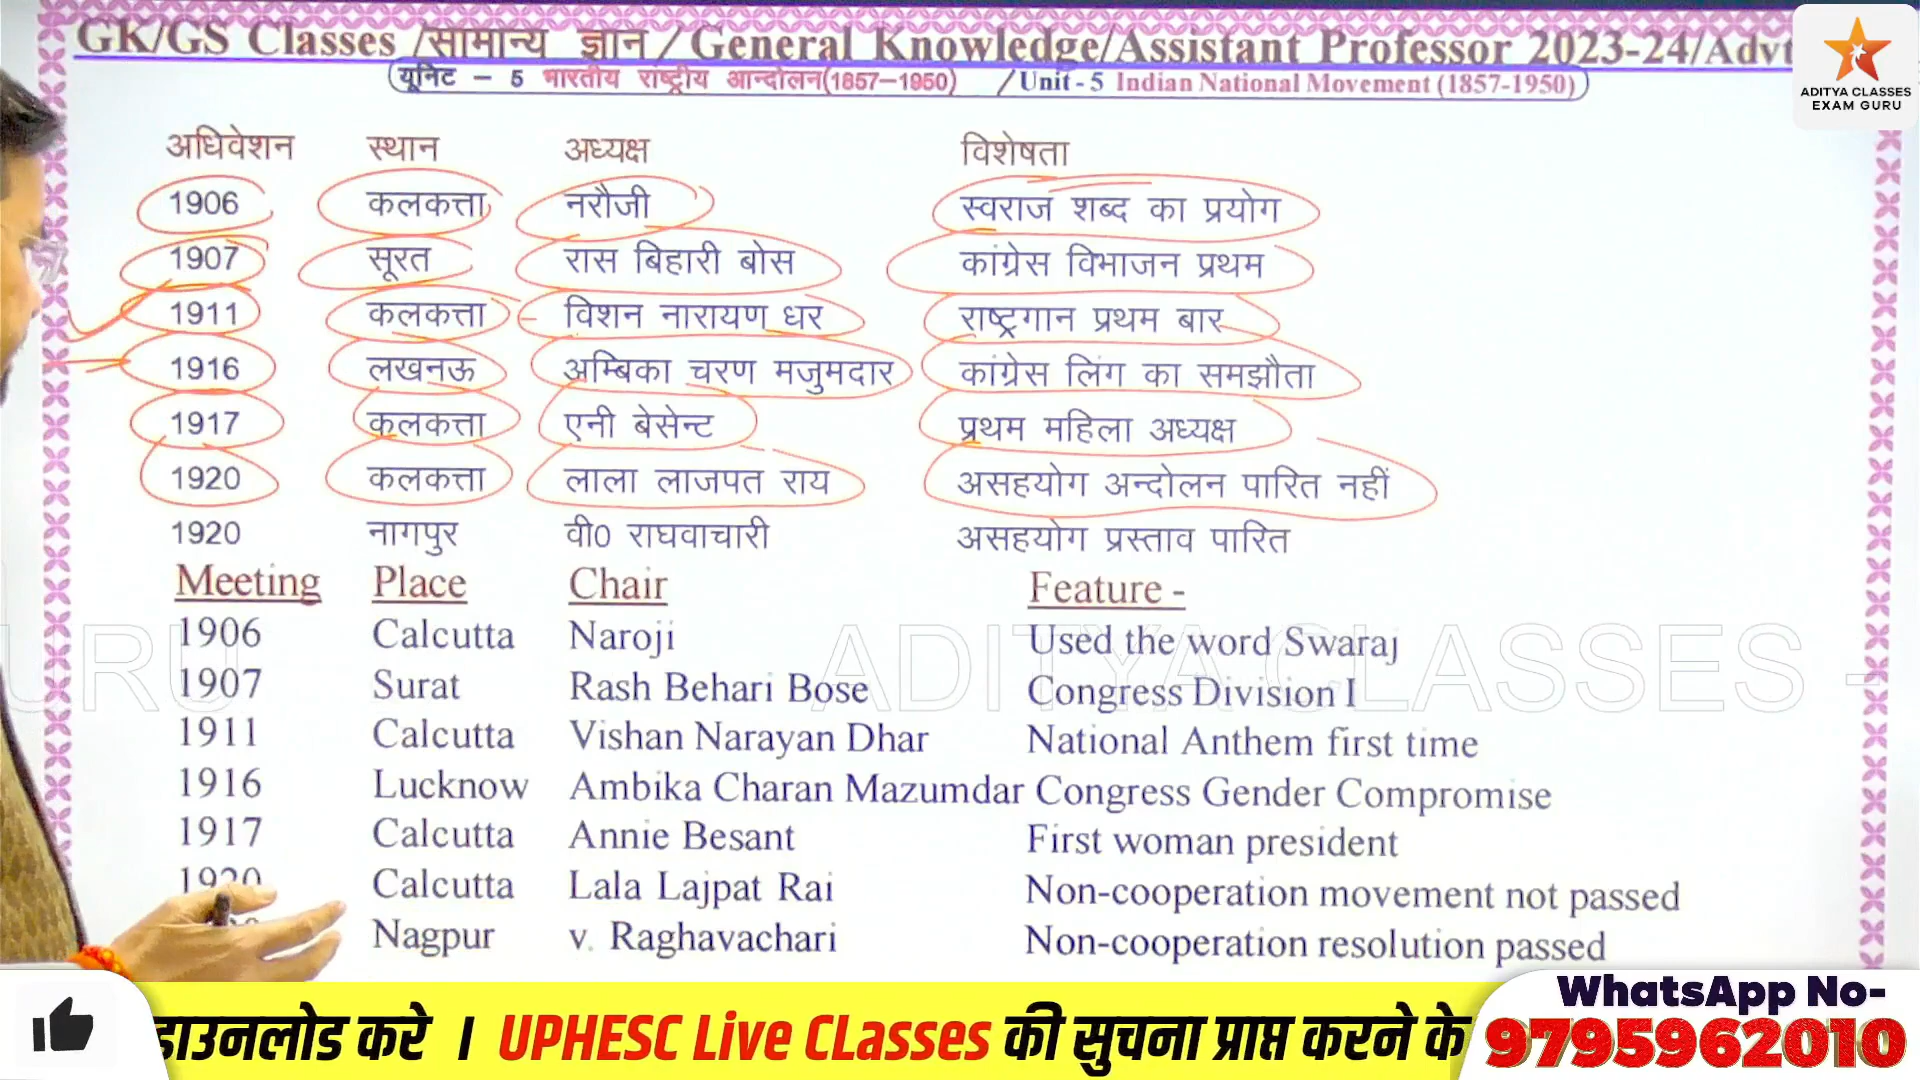 GK/GS Classes /सामान्य ज्ञान / General Knowledge/Assistant Professor 2023-24/Advt
यूनिट – 5 भारतीय राष्ट्रीय आन्दोलन(1857–1950) /Unit - 5 Indian National Movement (1857-1950)
ADITYA CLASSES
EXAM GURU
अधिवेशन स्थान अध्यक्ष विशेषता
1906 कलकत्ता नरौजी स्वराज शब्द का प्रयोग
1907 सूरत रास बिहारी बोस कांग्रेस विभाजन प्रथम
1911 कलकत्ता विशन नारायण धर राष्ट्रगान प्रथम बार
1916 लखनऊ अम्बिका चरण मजुमदार कांग्रेस लिंग का समझौता
1917 कलकत्ता एनी बेसेन्ट प्रथम महिला अध्यक्ष
1920 कलकत्ता लाला लाजपत राय असहयोग अन्दोलन पारित नहीं
1920 नागपुर वी0 राघवाचारी असहयोग प्रस्ताव पारित
Meeting Place Chair Feature -
1906 Calcutta Naroji Used the word Swaraj
1907 Surat Rash Behari Bose Congress Division I
1911 Calcutta Vishan Narayan Dhar National Anthem first time
1916 Lucknow Ambika Charan Mazumdar Congress Gender Compromise
1917 Calcutta Annie Besant First woman president
1920 Calcutta Lala Lajpat Rai Non-cooperation movement not passed
Nagpur v. Raghavachari Non-cooperation resolution passed
URU ADITYA CLASSES -
डाउनलोड करे । UPHESC Live CLasses की सुचना प्राप्त करने के
WhatsApp No-
9795962010